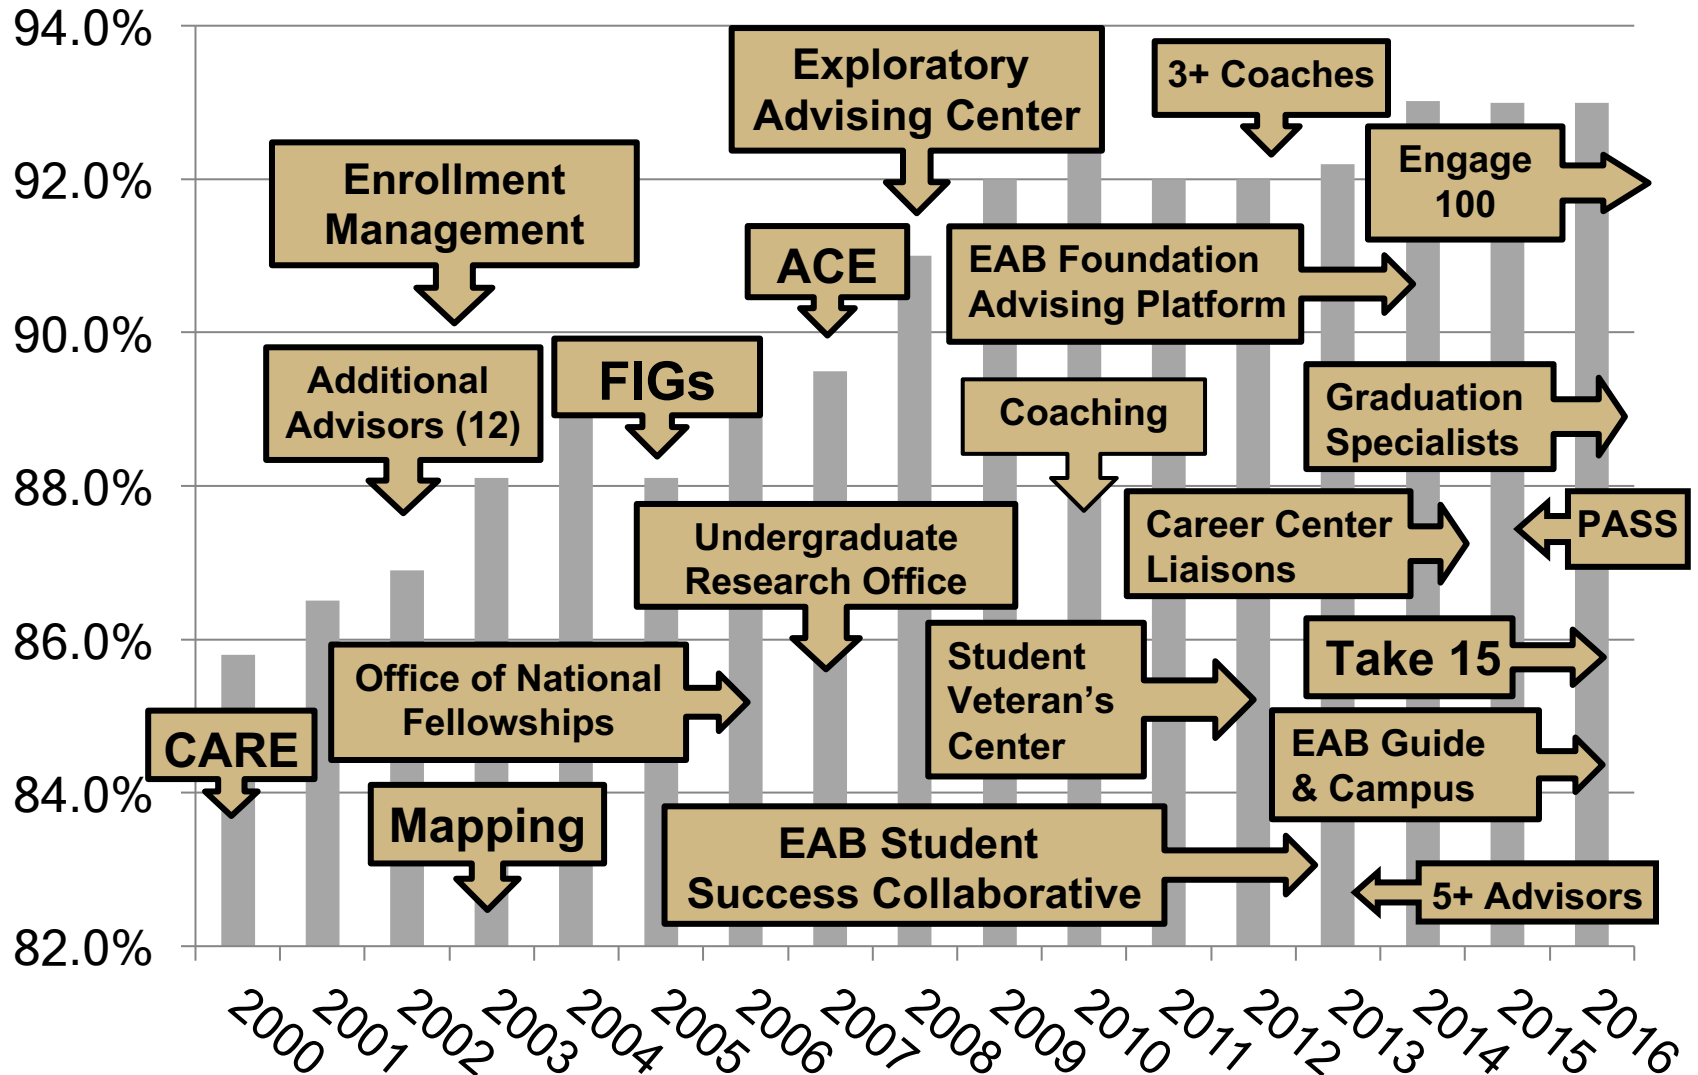 94.0%
92.0%
90.0%
88.0%
86.0%
84.0%
82.0%
Exploratory
Advising Center
3+ Coaches
Enrollment
Management
Engage
100
ACE
EAB Foundation
Advising Platform
Additional
Advisors (12)
FIGs
Coaching
Graduation
Specialists
Undergraduate
Research Office
Career Center
Liaisons
PASS
Office of National
Fellowships
Student
Veteran’s
Center
Take 15
CARE
EAB Guide
& Campus
Mapping
EAB Student
Success Collaborative
5+ Advisors
2000
2001
2002
2003
2004
2005
2006
2007
2008
2009
2010
2011
2012
2013
2014
2015
2016